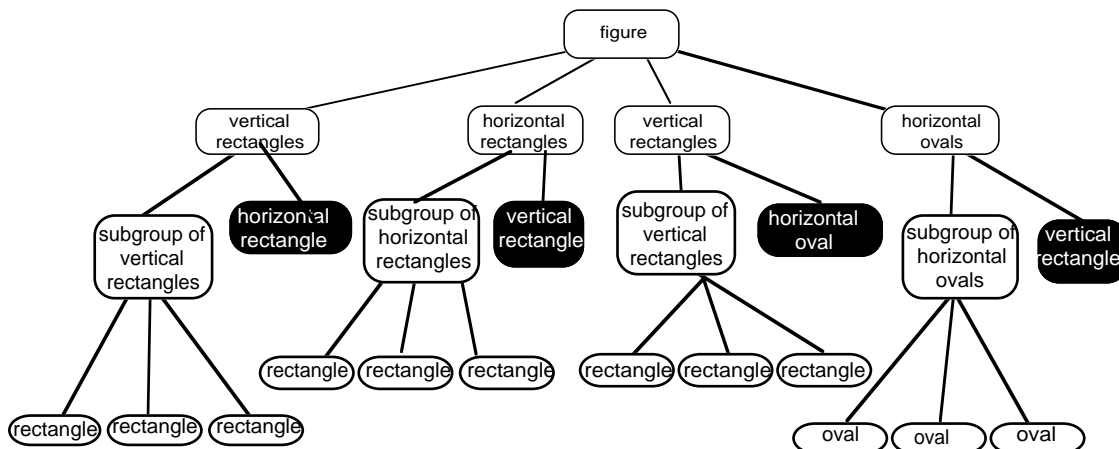 figure
vertical
rectangles
horizontal
rectangles
vertical
rectangles
horizontal
ovals
subgroup of
vertical
rectangles
horizontal
rectangle
subgroup of
horizontal
rectangles
vertical
rectangle
subgroup of
vertical
rectangles
horizontal
oval
subgroup of
horizontal
ovals
vertical
rectangle
rectangle
rectangle
rectangle
rectangle
rectangle
rectangle
rectangle
rectangle
rectangle
oval
oval
oval